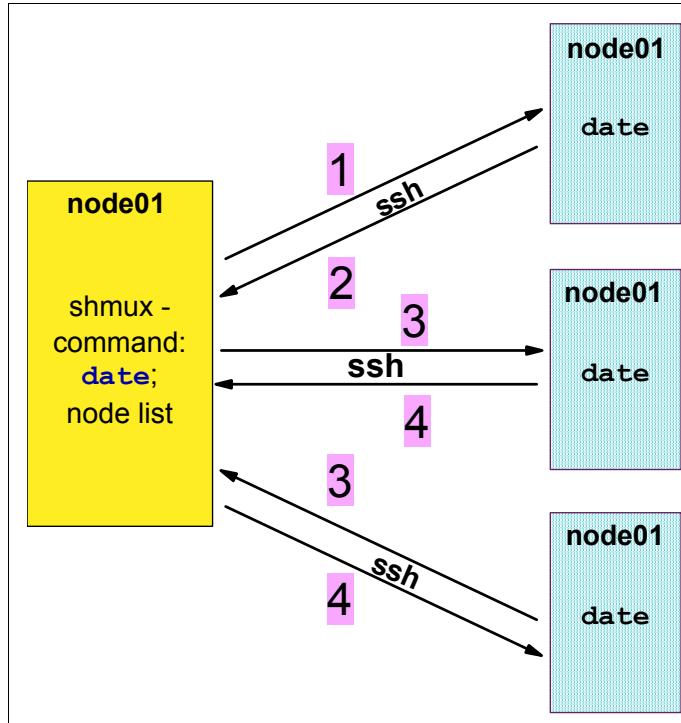 node01
date
1
ssh
2
node01
shmux -
command:
date;
node list
node01
date
3
ssh
4
3
ssh
4
node01
date